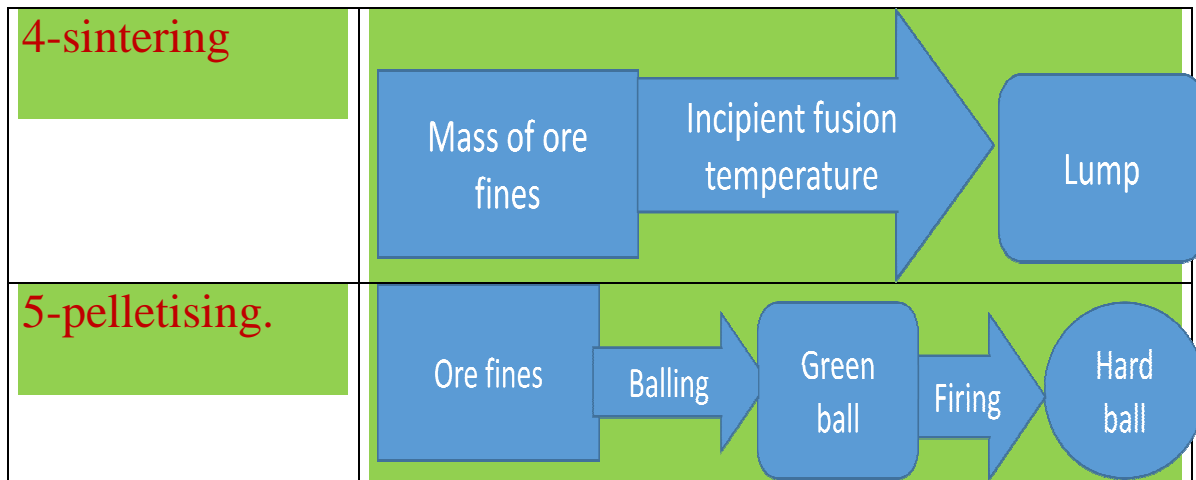 4-sintering
Mass of ore
fines
Incipient fusion
temperature
Lump
5-pelletising.
Ore fines
Balling
Green
ball
Firing
Hard
ball